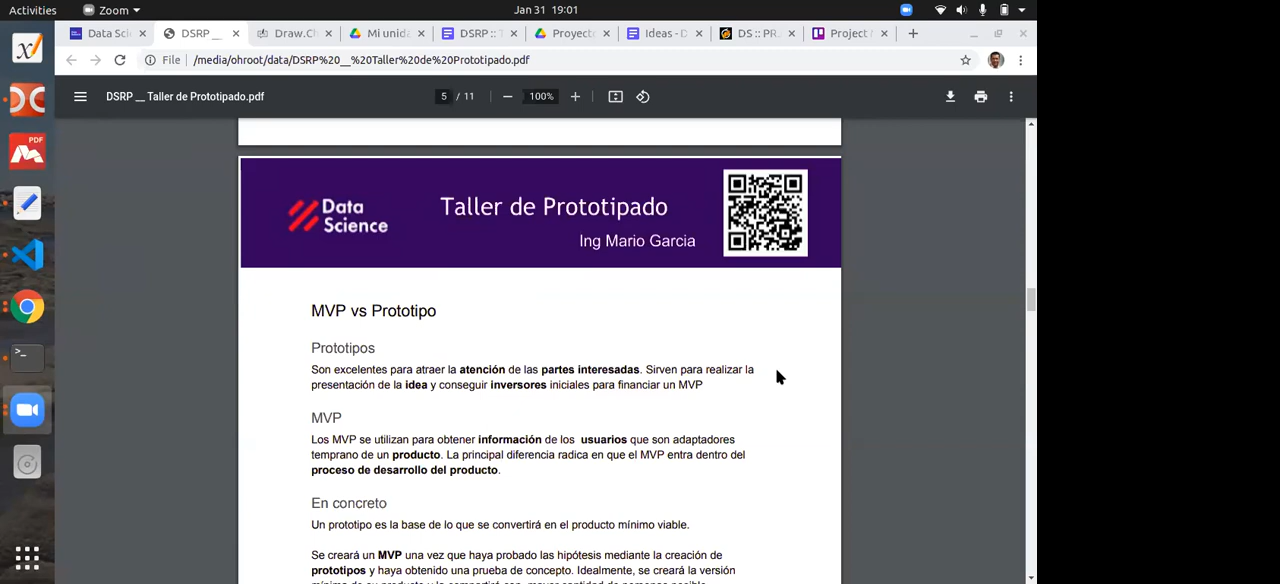 Activities
Zoom
Jan 31 19:01
Data Sci
DSRP __
Draw.Ch
Mi unida
DSRP :: T
Proyecto
Ideas - D
DS :: PR
Project M
File /media/ohroot/data/DSRP%20__%20Taller%20de%20Prototipado.pdf
DSRP __ Taller de Prototipado.pdf
5 / 11
100%
PDF
Data
Science
Taller de Prototipado
Ing Mario Garcia
MVP vs Prototipo
Prototipos
Son excelentes para atraer la atención de las partes interesadas. Sirven para realizar la
presentación de la idea y conseguir inversores iniciales para financiar un MVP
MVP
Los MVP se utilizan para obtener información de los usuarios que son adaptadores
temprano de un producto. La principal diferencia radica en que el MVP entra dentro del
proceso de desarrollo del producto.
En concreto
Un prototipo es la base de lo que se convertirá en el producto mínimo viable.
Se creará un MVP una vez que haya probado las hipótesis mediante la creación de
prototipos y haya obtenido una prueba de concepto. Idealmente, se creará la versión